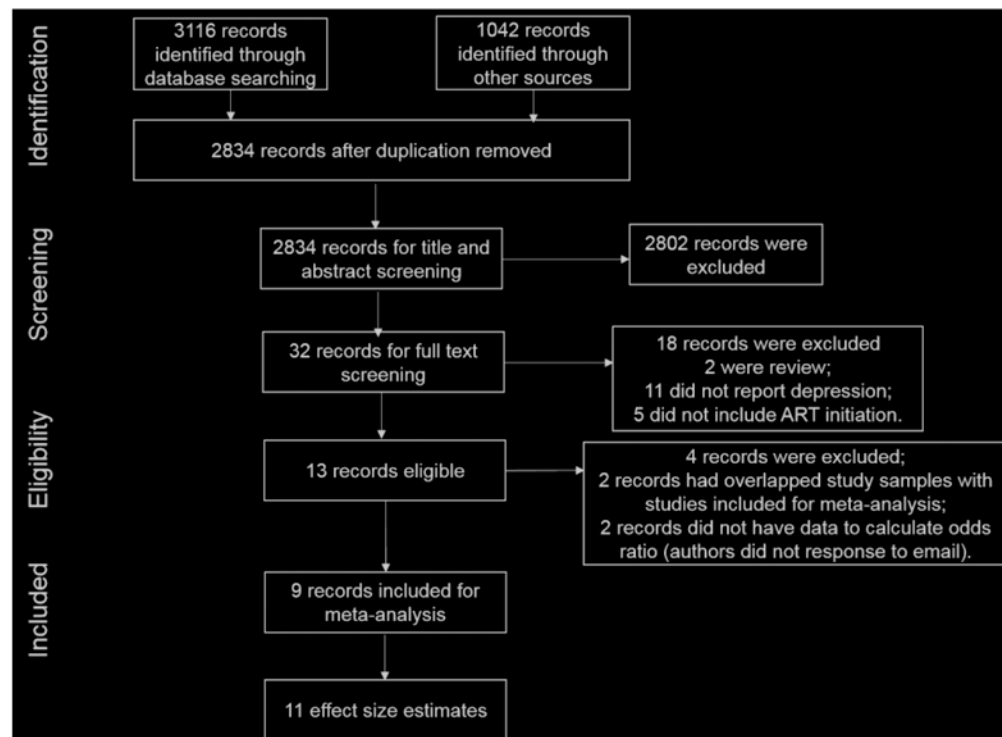 Identification
3116 records
identified through
database searching
1042 records
identified through
other sources
2834 records after duplication removed
Screening
2834 records for title and
abstract screening
2802 records were
excluded
32 records for full text
screening
18 records were excluded
2 were review;
11 did not report depression;
5 did not include ART initiation.
Eligibility
13 records eligible
4 records were excluded;
2 records had overlapped study samples with
studies included for meta-analysis;
2 records did not have data to calculate odds
ratio (authors did not response to email).
Included
9 records included for
meta-analysis
11 effect size estimates